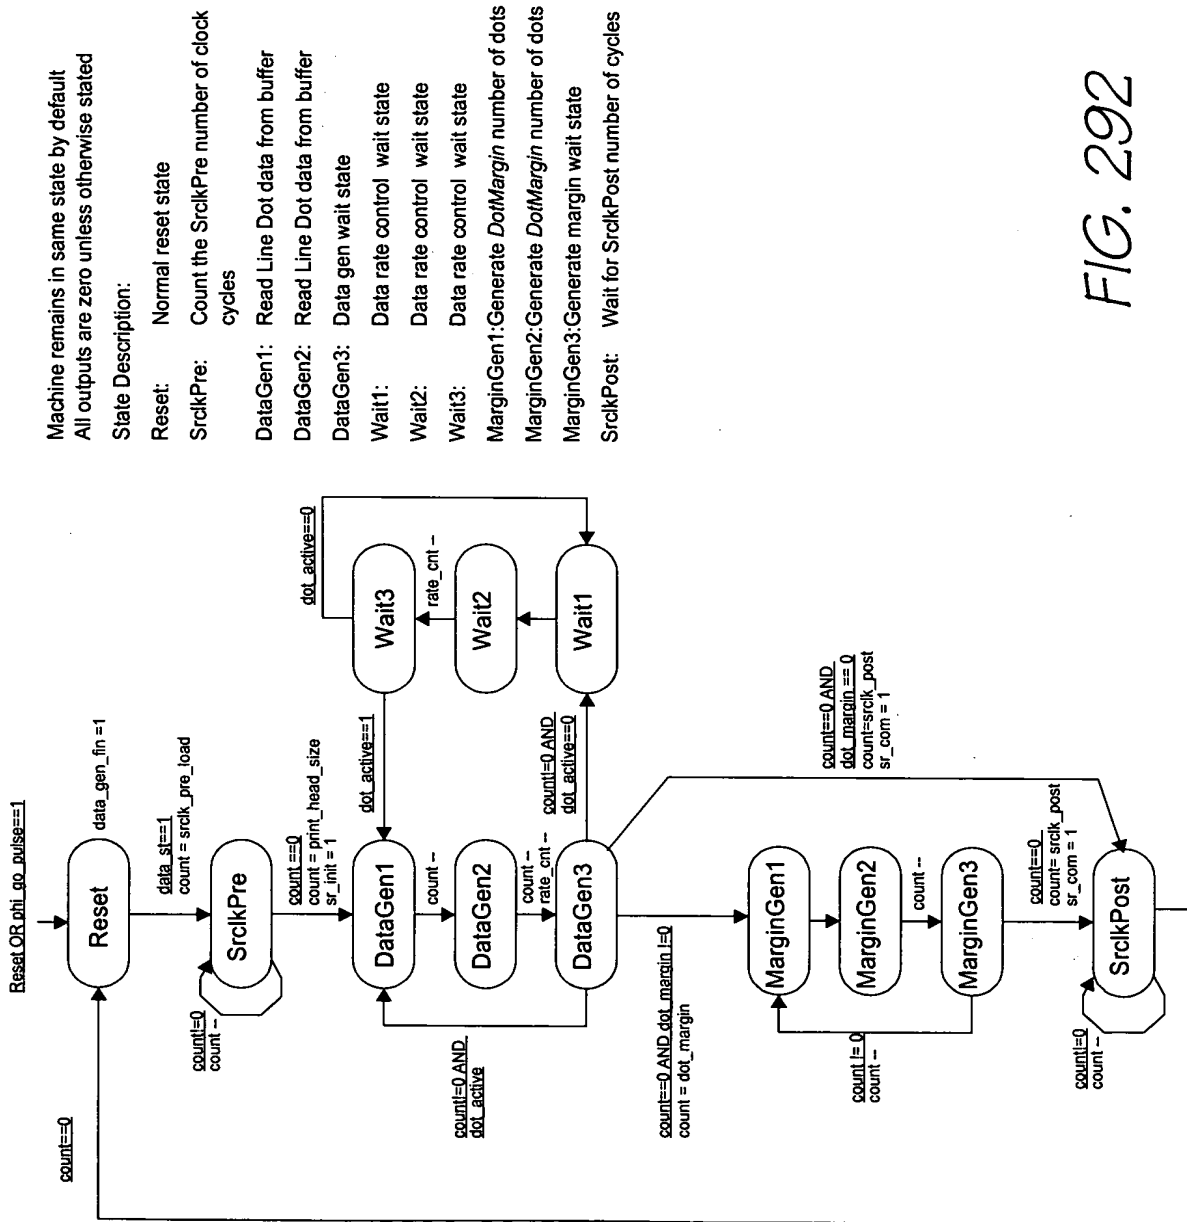 Reset OR phi_go_pulse==1
Reset
data_gen_fin =1
data_st==1
count = srclk_pre_load
SrclkPre
count!=0
count --
count ==0
count = print_head_size
sr_init = 1
DataGen1
count --
DataGen2
count --
rate_cnt --
DataGen3
count!=0 AND
dot_active
dot_active==1
count!=0 AND
dot_active==0
Wait3
dot_active==0
rate_cnt --
Wait2
Wait1
count==0 AND dot_margin !=0
count = dot_margin
count==0 AND
dot_margin == 0
count=srclk_post
sr_com = 1
MarginGen1
MarginGen2
count --
MarginGen3
count != 0
count --
count==0
count= srclk_post
sr_com = 1
SrclkPost
count!=0
count --
count==0
Machine remains in same state by default
All outputs are zero unless otherwise stated
State Description:
Reset: Normal reset state
SrclkPre: Count the SrclkPre number of clock
cycles
DataGen1: Read Line Dot data from buffer
DataGen2: Read Line Dot data from buffer
DataGen3: Data gen wait state
Wait1: Data rate control wait state
Wait2: Data rate control wait state
Wait3: Data rate control wait state
MarginGen1:Generate DotMargin number of dots
MarginGen2:Generate DotMargin number of dots
MarginGen3:Generate margin wait state
SrclkPost: Wait for SrclkPost number of cycles
FIG. 292